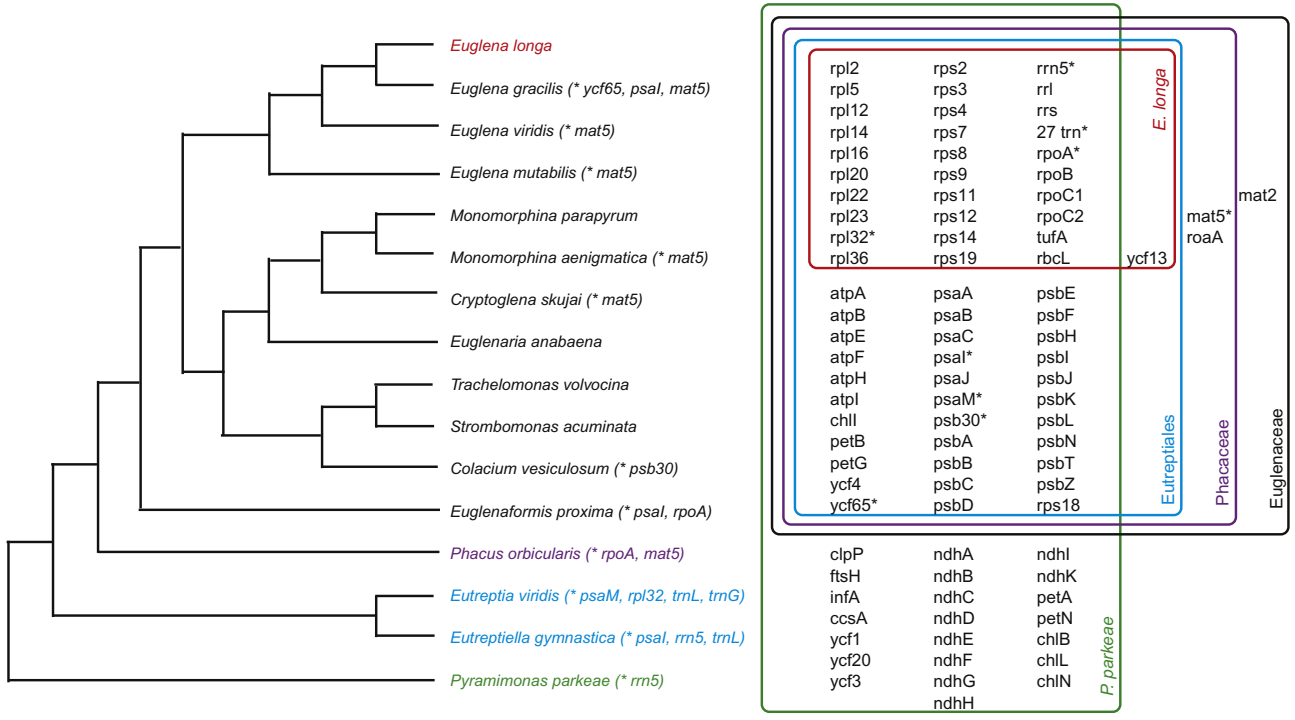 Euglena longa
Euglena gracilis (* ycf65, psaI, mat5)
Euglena viridis (* mat5)
Euglena mutabilis (* mat5)
Monomorphina parapyrum
Monomorphina aenigmatica (* mat5)
Cryptoglena skujai (* mat5)
Euglenaria anabaena
Trachelomonas volvocina
Strombomonas acuminata
Colacium vesiculosum (* psb30)
Euglenaformis proxima (* psaI, rpoA)
Phacus orbicularis (* rpoA, mat5)
Eutreptia viridis (* psaM, rpl32, trnL, trnG)
Eutreptiella gymnastica (* psaI, rrn5, trnL)
Pyramimonas parkeae (* rrn5)
rpl2 rps2 rrn5*
rpl5 rps3 rrl
rpl12 rps4 rrs
rpl14 rps7 27 trn*
rpl16 rps8 rpoA*
rpl20 rps9 rpoB
rpl22 rps11 rpoC1 mat2
rpl23 rps12 rpoC2 mat5*
rpl32* rps14 tufA roaA
rpl36 rps19 rbcL ycf13
E. longa
atpA psaA psbE
atpB psaB psbF
atpE psaC psbH
atpF psaI* psbI
atpH psaJ psbJ
atpI psaM* psbK
chlI psb30* psbL
petB psbA psbN
petG psbB psbT
ycf4 psbC psbZ
ycf65* psbD rps18
Eutreptiales
Phacaceae
Euglenaceae
clpP ndhA ndhI
ftsH ndhB ndhK
infA ndhC petA
ccsA ndhD petN
ycf1 ndhE chlB
ycf20 ndhF chlL
ycf3 ndhG chlN
ndhH
P. parkeae